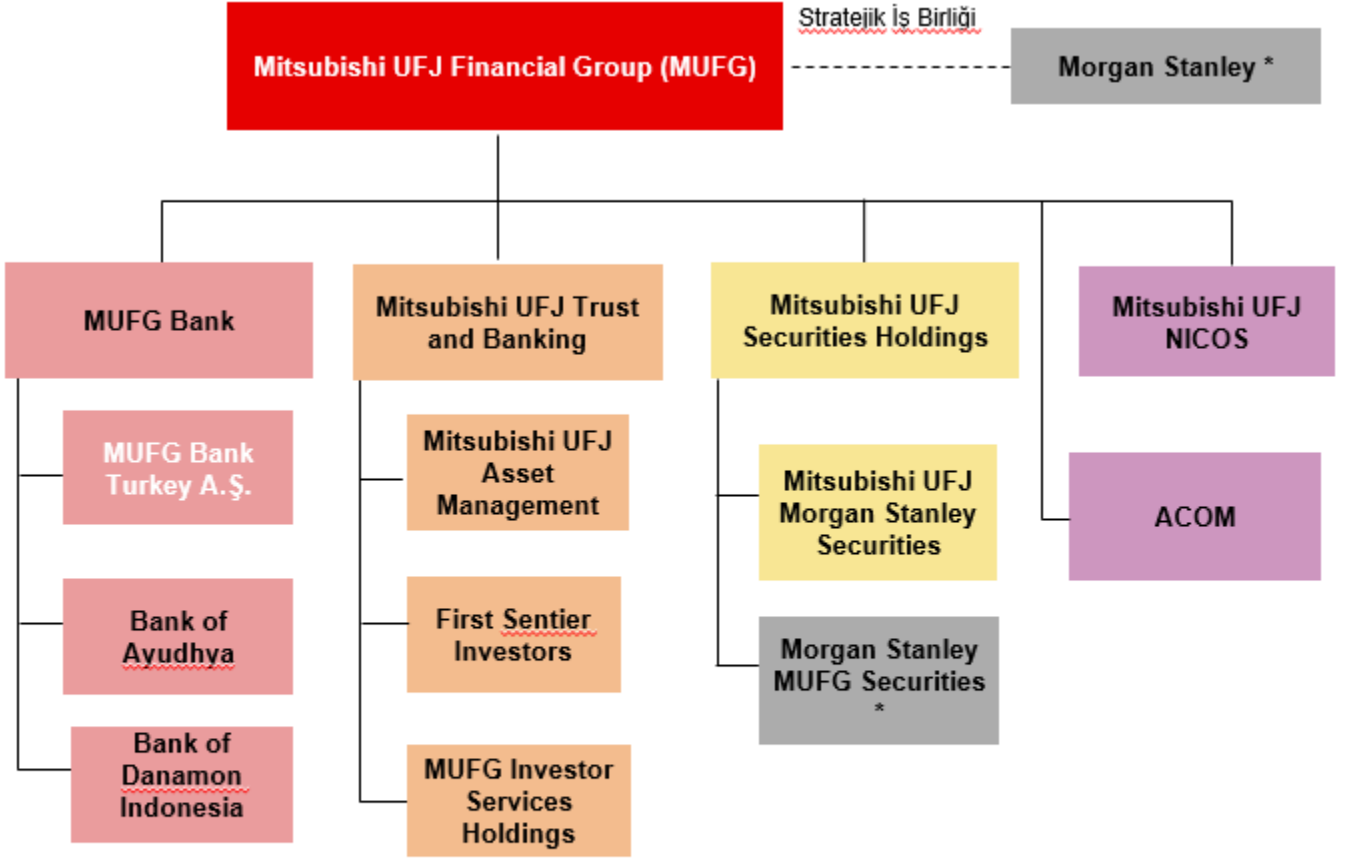 Stratejik İş Birliği
Mitsubishi UFJ Financial Group (MUFG)
Morgan Stanley *
MUFG Bank
Mitsubishi UFJ Trust
and Banking
Mitsubishi UFJ
Securities Holdings
Mitsubishi UFJ
NICOS
MUFG Bank
Turkey A.Ş.
Bank of
Ayudhya
Bank of
Danamon
Indonesia
Mitsubishi UFJ
Asset
Management
First Sentier
Investors
MUFG Investor
Services
Holdings
Mitsubishi UFJ
Morgan Stanley
Securities
Morgan Stanley
MUFG Securities
*
ACOM